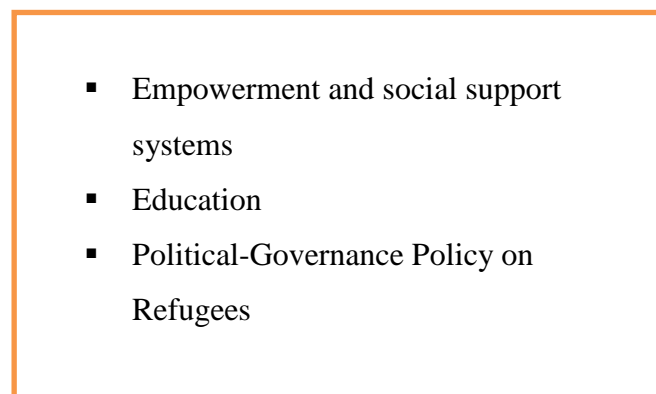 ▪ Empowerment and social support
systems
▪ Education
▪ Political-Governance Policy on
Refugees